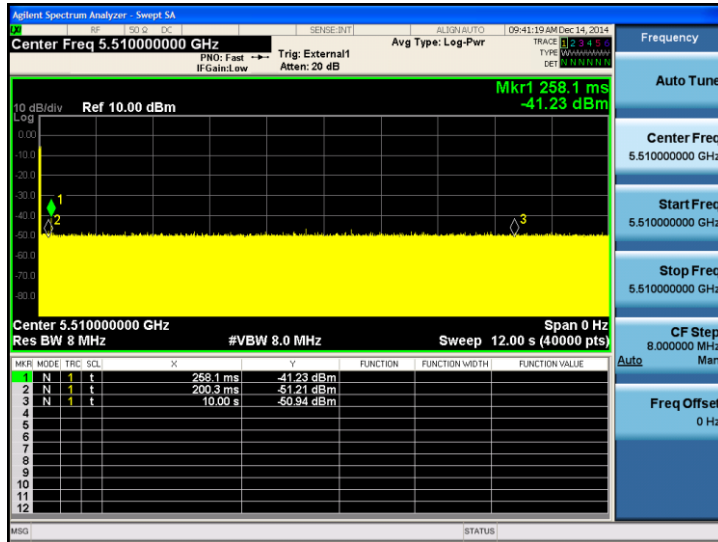 Agilent Spectrum Analyzer - Swept SA
RF 50 Ω DC SENSE:INT ALIGN AUTO 09:41:19 AM Dec 14, 2014
Center Freq 5.510000000 GHz
PNO: Fast
IFGain:Low
Trig: External1
Atten: 20 dB
Avg Type: Log-Pwr
TRACE 1 2 3 4 5 6
TYPE
DET N N N N N N
Mkr1 258.1 ms
-41.23 dBm
10 dB/div Ref 10.00 dBm
Log
0.00
-10.0
-20.0
-30.0
-40.0
-50.0
-60.0
-70.0
-80.0
1
2
3
Center 5.510000000 GHz Span 0 Hz
Res BW 8 MHz #VBW 8.0 MHz Sweep 12.00 s (40000 pts)
MKR MODE TRC SCL X Y FUNCTION FUNCTION WIDTH FUNCTION VALUE
1 N 1 t 258.1 ms -41.23 dBm
2 N 1 t 200.3 ms -51.21 dBm
3 N 1 t 10.00 s -50.94 dBm
4
5
6
7
8
9
10
11
12
MSG STATUS
Frequency
Auto Tune
Center Freq
5.510000000 GHz
Start Freq
5.510000000 GHz
Stop Freq
5.510000000 GHz
CF Step
8.000000 MHz
Auto Man
Freq Offset
0 Hz